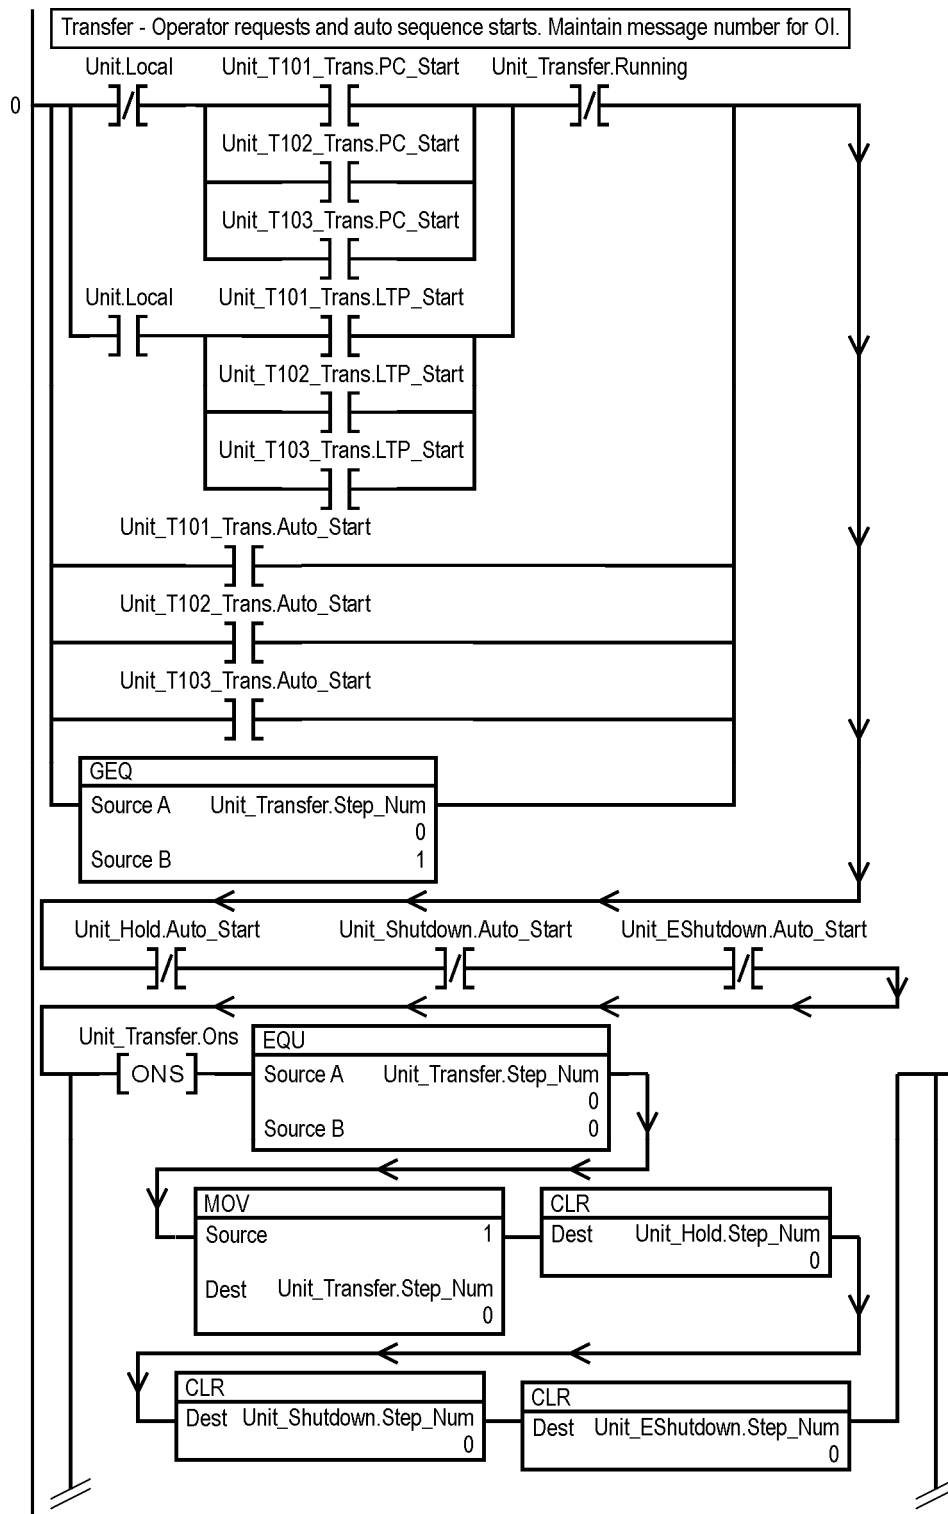 Transfer - Operator requests and auto sequence starts. Maintain message number for OI.
Unit.Local Unit_T101_Trans.PC_Start Unit_Transfer.Running
0
Unit_T102_Trans.PC_Start
Unit_T103_Trans.PC_Start
Unit.Local Unit_T101_Trans.LTP_Start
Unit_T102_Trans.LTP_Start
Unit_T103_Trans.LTP_Start
Unit_T101_Trans.Auto_Start
Unit_T102_Trans.Auto_Start
Unit_T103_Trans.Auto_Start
GEQ
Source A Unit_Transfer.Step_Num
0
Source B 1
Unit_Hold.Auto_Start Unit_Shutdown.Auto_Start Unit_EShutdown.Auto_Start
Unit_Transfer.Ons
ONS
EQU
Source A Unit_Transfer.Step_Num
0
Source B 0
MOV
Source 1
Dest Unit_Transfer.Step_Num
0
CLR
Dest Unit_Hold.Step_Num
0
CLR
Dest Unit_Shutdown.Step_Num
0
CLR
Dest Unit_EShutdown.Step_Num
0